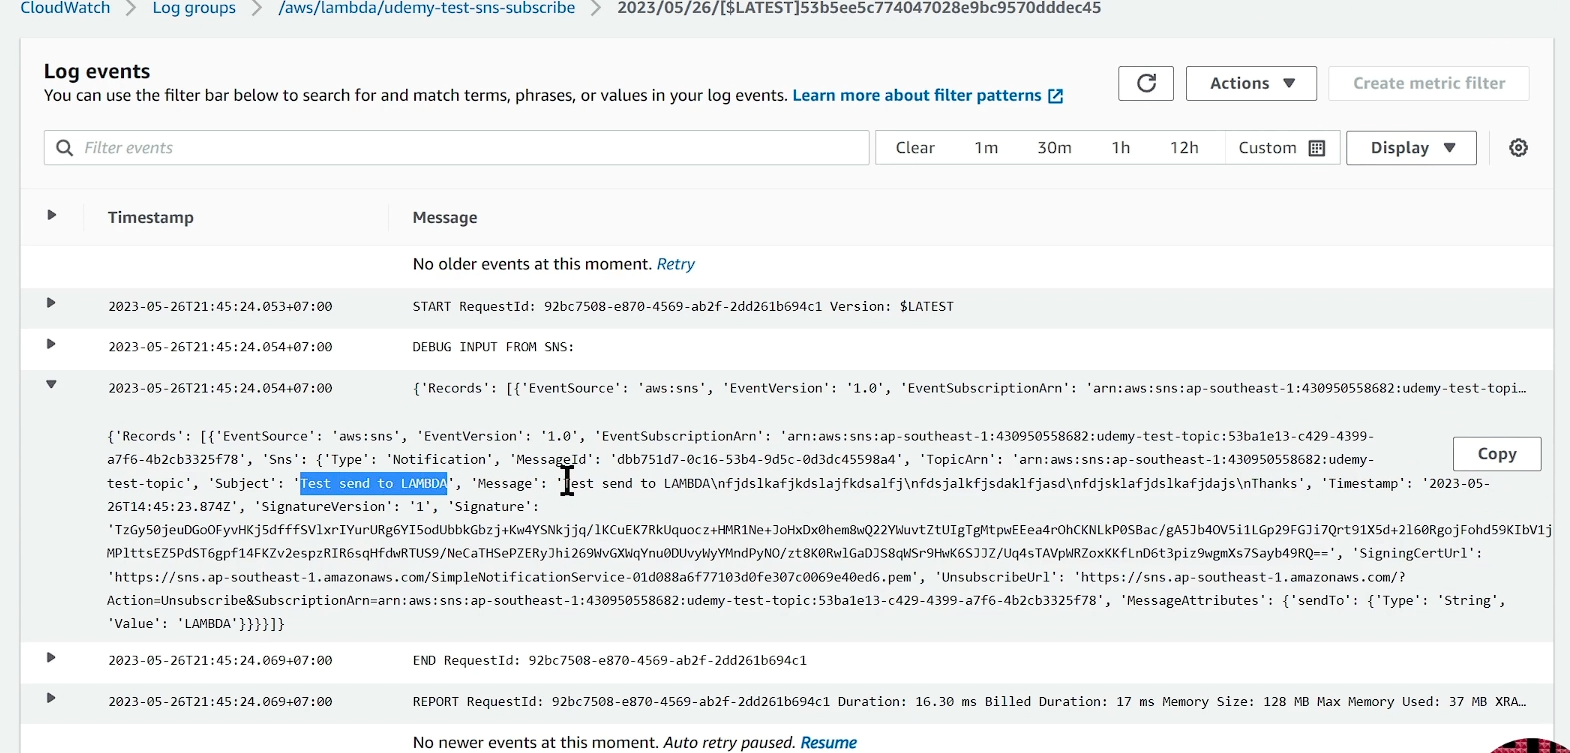 CloudWatch > Log groups > /aws/lambda/udemy-test-sns-subscribe > 2023/05/26/[$LATEST]53b5ee5c774047028e9bc9570dddec45
Log events
You can use the filter bar below to search for and match terms, phrases, or values in your log events. Learn more about filter patterns
Actions
Create metric filter
Filter events
Clear 1m 30m 1h 12h Custom
Display
Timestamp Message
No older events at this moment. Retry
2023-05-26T21:45:24.053+07:00 START RequestId: 92bc7508-e870-4569-ab2f-2dd261b694c1 Version: $LATEST
2023-05-26T21:45:24.054+07:00 DEBUG INPUT FROM SNS:
2023-05-26T21:45:24.054+07:00 {'Records': [{'EventSource': 'aws:sns', 'EventVersion': '1.0', 'EventSubscriptionArn': 'arn:aws:sns:ap-southeast-1:430950558682:udemy-test-topi…
{'Records': [{'EventSource': 'aws:sns', 'EventVersion': '1.0', 'EventSubscriptionArn': 'arn:aws:sns:ap-southeast-1:430950558682:udemy-test-topic:53ba1e13-c429-4399-
a7f6-4b2cb3325f78', 'Sns': {'Type': 'Notification', 'MessageId': 'dbb751d7-0c16-53b4-9d5c-0d3dc45598a4', 'TopicArn': 'arn:aws:sns:ap-southeast-1:430950558682:udemy-
Copy
test-topic', 'Subject': 'Test send to LAMBDA', 'Message': 'Test send to LAMBDA\nfjdslkafjkdslajfkdsalfj\nfdsjalkfjsdaklfjasd\nfdjsklafjdslkafjdajs\nThanks', 'Timestamp': '2023-05-
26T14:45:23.874Z', 'SignatureVersion': '1', 'Signature':
'TzGy50jeuDGoOFyvHKj5dfffSVlxrIYurURg6YI5odUbbkGbzj+Kw4YSNkjjq/lKCuEK7RkUquocz+HMR1Ne+JoHxDx0hem8wQ22YWuvtZtUIgTgMtpwEEea4rOhCKNLkP0SBac/gA5Jb4OV5i1LGp29FGJi7Qrt91X5d+2l60RgojFohd59KIbV1j
MPlttsEZ5PdST6gpf14FKZv2espzRIR6sqHfdwRTUS9/NeCaTHSePZERyJhi269WvGXWqYnu0DUvyWyYMndPyNO/zt8K0RwlGaDJS8qWSr9HwK6SJJZ/Uq4sTAVpWRZoxKKfLnD6t3piz9wgmXs7Sayb49RQ==', 'SigningCertUrl':
'https://sns.ap-southeast-1.amazonaws.com/SimpleNotificationService-01d088a6f77103d0fe307c0069e40ed6.pem', 'UnsubscribeUrl': 'https://sns.ap-southeast-1.amazonaws.com/?
Action=Unsubscribe&SubscriptionArn=arn:aws:sns:ap-southeast-1:430950558682:udemy-test-topic:53ba1e13-c429-4399-a7f6-4b2cb3325f78', 'MessageAttributes': {'sendTo': {'Type': 'String',
'Value': 'LAMBDA'}}}}]}
2023-05-26T21:45:24.069+07:00 END RequestId: 92bc7508-e870-4569-ab2f-2dd261b694c1
2023-05-26T21:45:24.069+07:00 REPORT RequestId: 92bc7508-e870-4569-ab2f-2dd261b694c1 Duration: 16.30 ms Billed Duration: 17 ms Memory Size: 128 MB Max Memory Used: 37 MB XRA…
No newer events at this moment. Auto retry paused. Resume